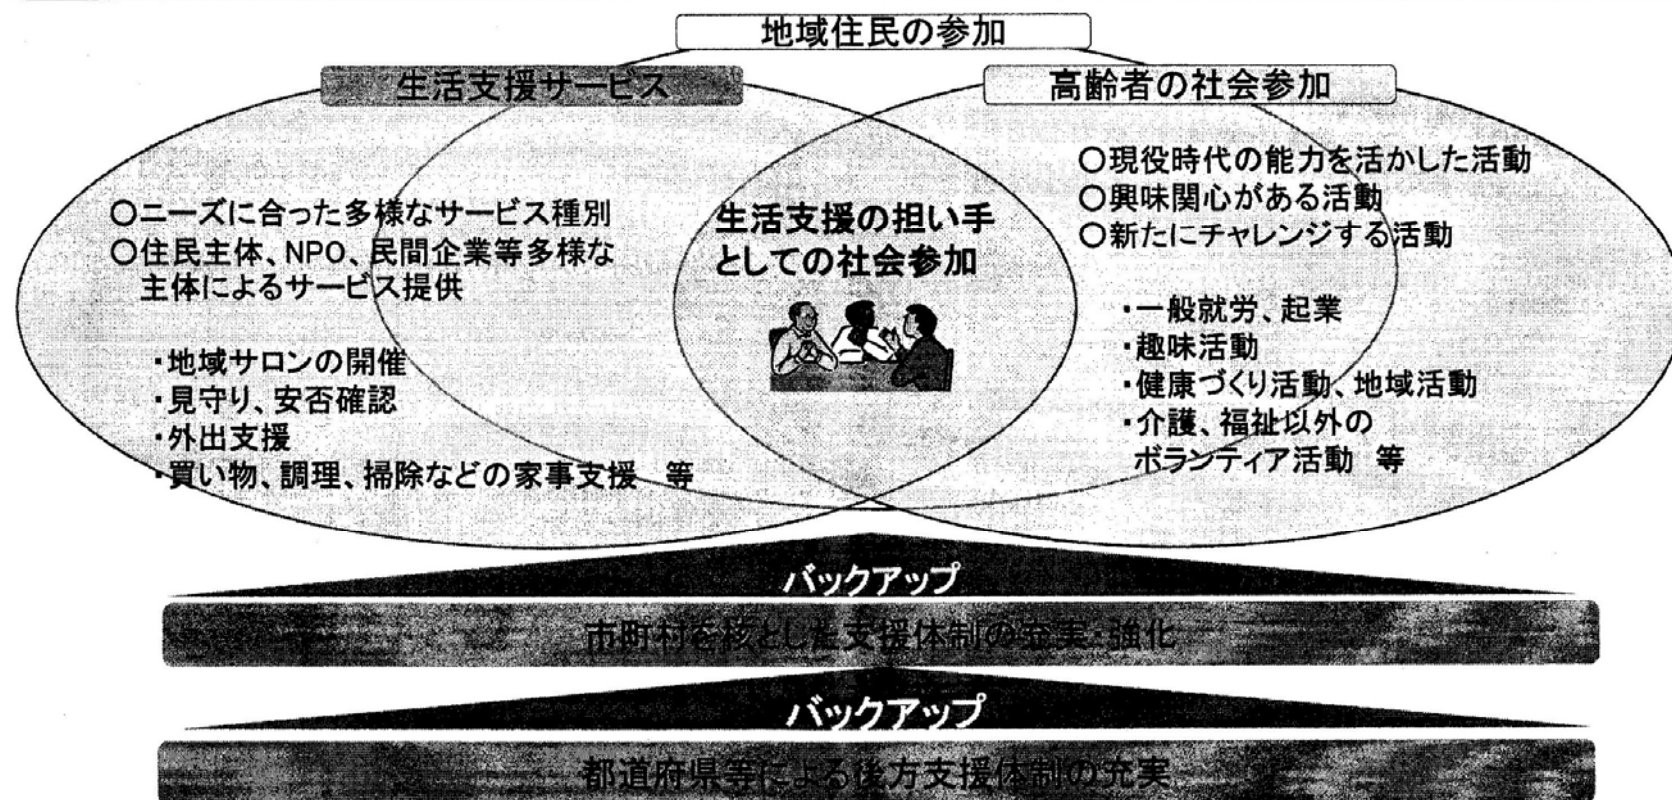 地域住民の参加
生活支援サービス
〇ニーズに合った多様なサービス種別
〇住民主体、NPO、民間企業等多様な
主体によるサービス提供
・地域サロンの開催
・見守り、安否確認
・外出支援
・買い物、調理、掃除などの家事支援　等
生活支援の担い手
としての社会参加
高齢者の社会参加
〇現役時代の能力を活かした活動
〇興味関心がある活動
〇新たにチャレンジする活動
・一般就労、起業
・趣味活動
・健康づくり活動、地域活動
・介護、福祉以外の
ボランティア活動　等
バックアップ
市町村を核とした支援体制の充実・強化
バックアップ
都道府県等による後方支援体制の充実